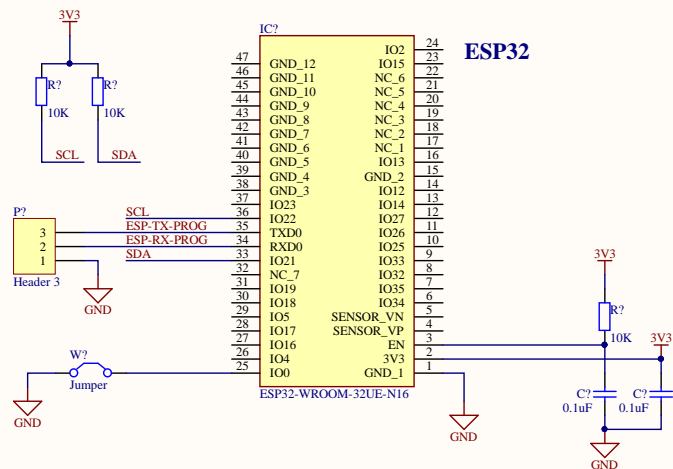 3V3
R?
10K
R?
10K
SCL
SDA
IC?
ESP32
47 GND_12
46 GND_11
45 GND_10
44 GND_9
43 GND_8
42 GND_7
41 GND_6
40 GND_5
39 GND_4
38 GND_3
37 IO23
SCL 36 IO22
ESP-TX-PROG 35 TXD0
ESP-RX-PROG 34 RXD0
SDA 33 IO21
32 NC_7
31 IO19
30 IO18
29 IO5
28 IO17
27 IO16
26 IO4
25 IO0
IO2 24
IO15 23
NC_6 22
NC_5 21
NC_4 20
NC_3 19
NC_2 18
NC_1 17
IO13 16
GND_2 15
IO12 14
IO14 13
IO27 12
IO26 11
IO25 10
IO33 9
IO32 8
IO35 7
IO34 6
SENSOR_VN 5
SENSOR_VP 4
EN 3
3V3 2
GND_1 1
ESP32-WROOM-32UE-N16
P?
3
2
1
Header 3
GND
W?
Jumper
GND
GND
3V3
R?
10K
3V3
C?
0.1uF
C?
0.1uF
GND